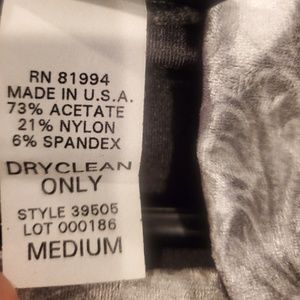 RN 81994
MADE IN U.S.A.
73% ACETATE
21% NYLON
6% SPANDEX
DRYCLEAN
ONLY
STYLE 39505
LOT 000186
MEDIUM